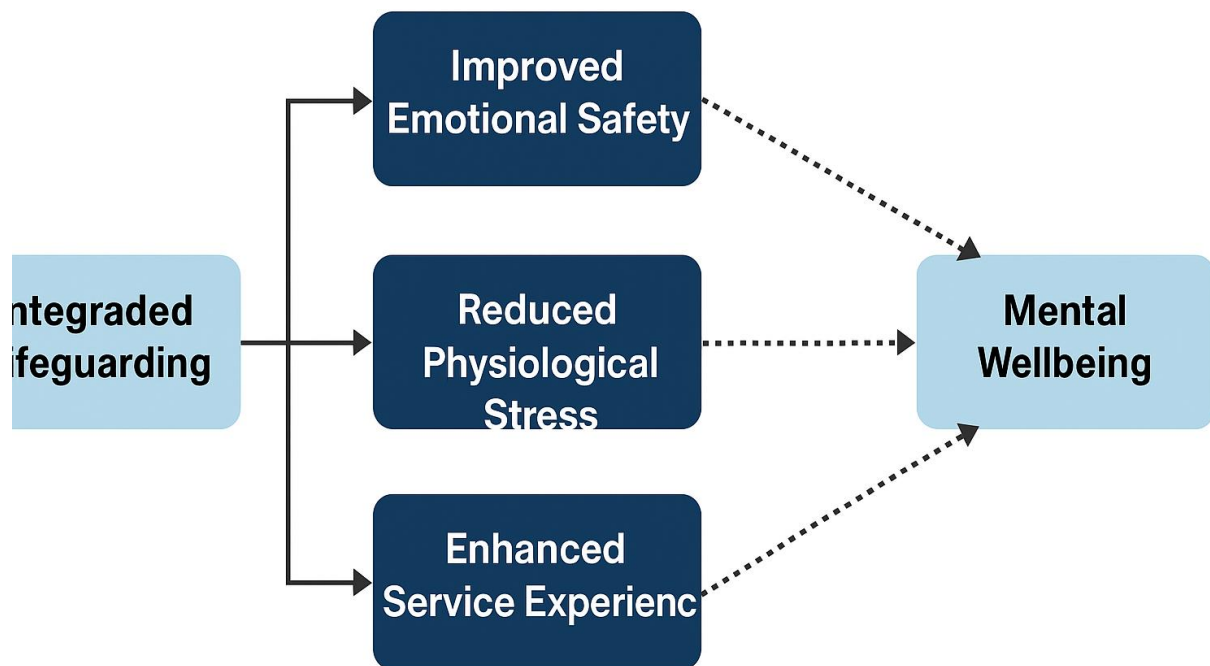 ntegraded
ifeguarding
Improved
Emotional Safety
Reduced
Physiological
Stress
Enhanced
Service Experienc
Mental
Wellbeing